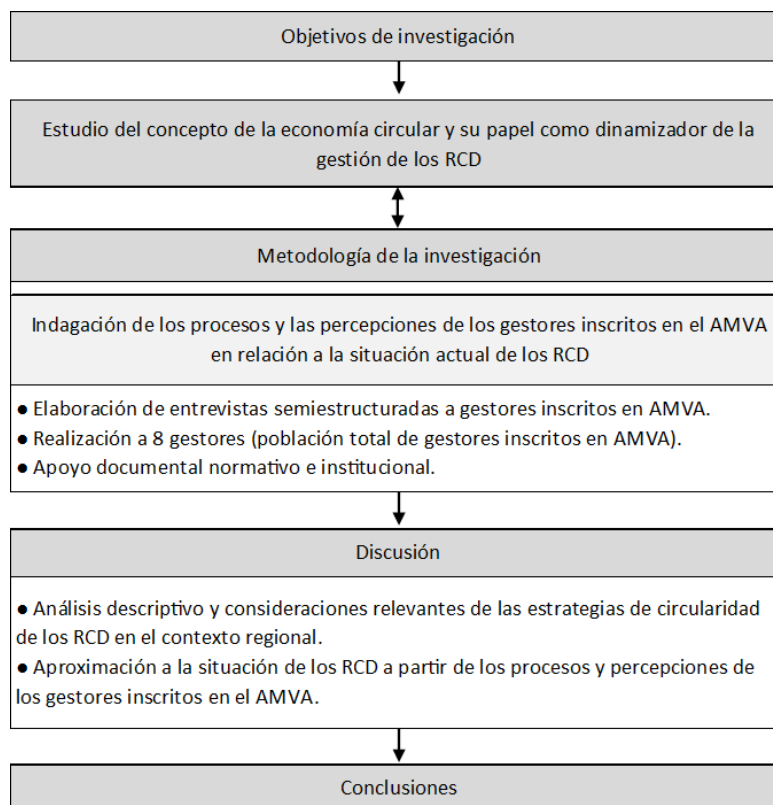 Objetivos de investigación
Estudio del concepto de la economía circular y su papel como dinamizador de la
gestión de los RCD
Metodología de la investigación
Indagación de los procesos y las percepciones de los gestores inscritos en el AMVA
en relación a la situación actual de los RCD
● Elaboración de entrevistas semiestructuradas a gestores inscritos en AMVA.
● Realización a 8 gestores (población total de gestores inscritos en AMVA).
● Apoyo documental normativo e institucional.
Discusión
● Análisis descriptivo y consideraciones relevantes de las estrategias de circularidad
de los RCD en el contexto regional.
● Aproximación a la situación de los RCD a partir de los procesos y percepciones de
los gestores inscritos en el AMVA.
Conclusiones